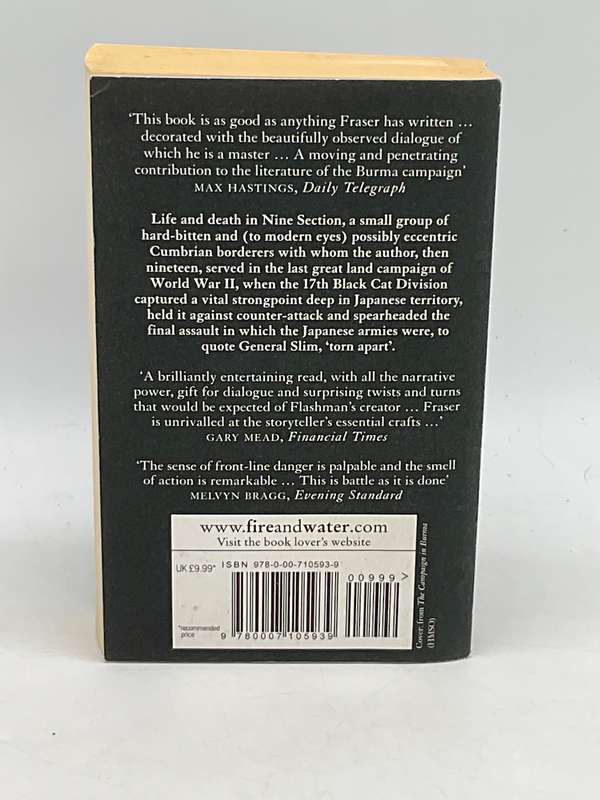 ‘This book is as good as anything Fraser has written ...
decorated with the beautifully observed dialogue of
which he is a master ... A moving and penetrating
contribution to the literature of the Burma campaign’
MAX HASTINGS, Daily Telegraph
Life and death in Nine Section, a small group of
hard-bitten and (to modern eyes) possibly eccentric
Cumbrian borderers with whom the author, then
nineteen, served in the last great land campaign of
World War II, when the 17th Black Cat Division
captured a vital strongpoint deep in Japanese territory,
held it against counter-attack and spearheaded the
final assault in which the Japanese armies were, to
quote General Slim, ‘torn apart’.
‘A brilliantly entertaining read, with all the narrative
power, gift for dialogue and surprising twists and turns
that would be expected of Flashman’s creator ... Fraser
is unrivalled at the storyteller’s essential crafts ...’
GARY MEAD, Financial Times
‘The sense of front-line danger is palpable and the smell
of action is remarkable ... This is battle as it is done’
MELVYN BRAGG, Evening Standard
www.fireandwater.com
Visit the book lover’s website
UK £9.99*
ISBN 978-0-00-710593-9
00999>
*recommended
price
9 780007 105939
Cover: from The Campaign in Burma
(HMSO)